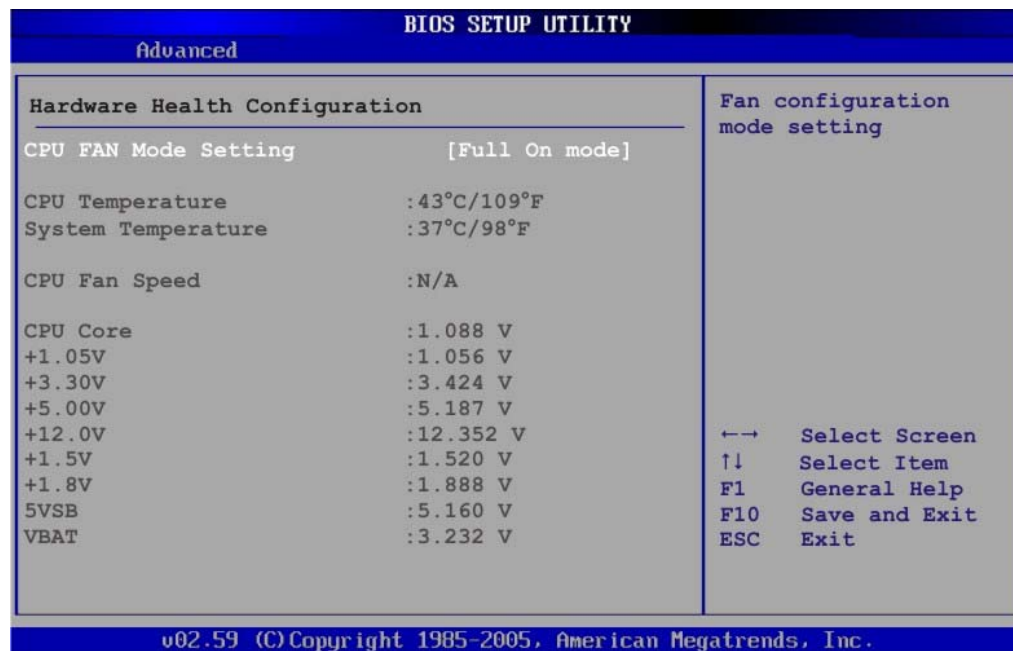 BIOS SETUP UTILITY
Advanced
Hardware Health Configuration
CPU FAN Mode Setting [Full On mode]
CPU Temperature :43°C/109°F
System Temperature :37°C/98°F
CPU Fan Speed :N/A
CPU Core :1.088 V
+1.05V :1.056 V
+3.30V :3.424 V
+5.00V :5.187 V
+12.0V :12.352 V
+1.5V :1.520 V
+1.8V :1.888 V
5VSB :5.160 V
VBAT :3.232 V
Fan configuration
mode setting
←→ Select Screen
↑↓ Select Item
F1 General Help
F10 Save and Exit
ESC Exit
v02.59 (C)Copyright 1985-2005, American Megatrends, Inc.